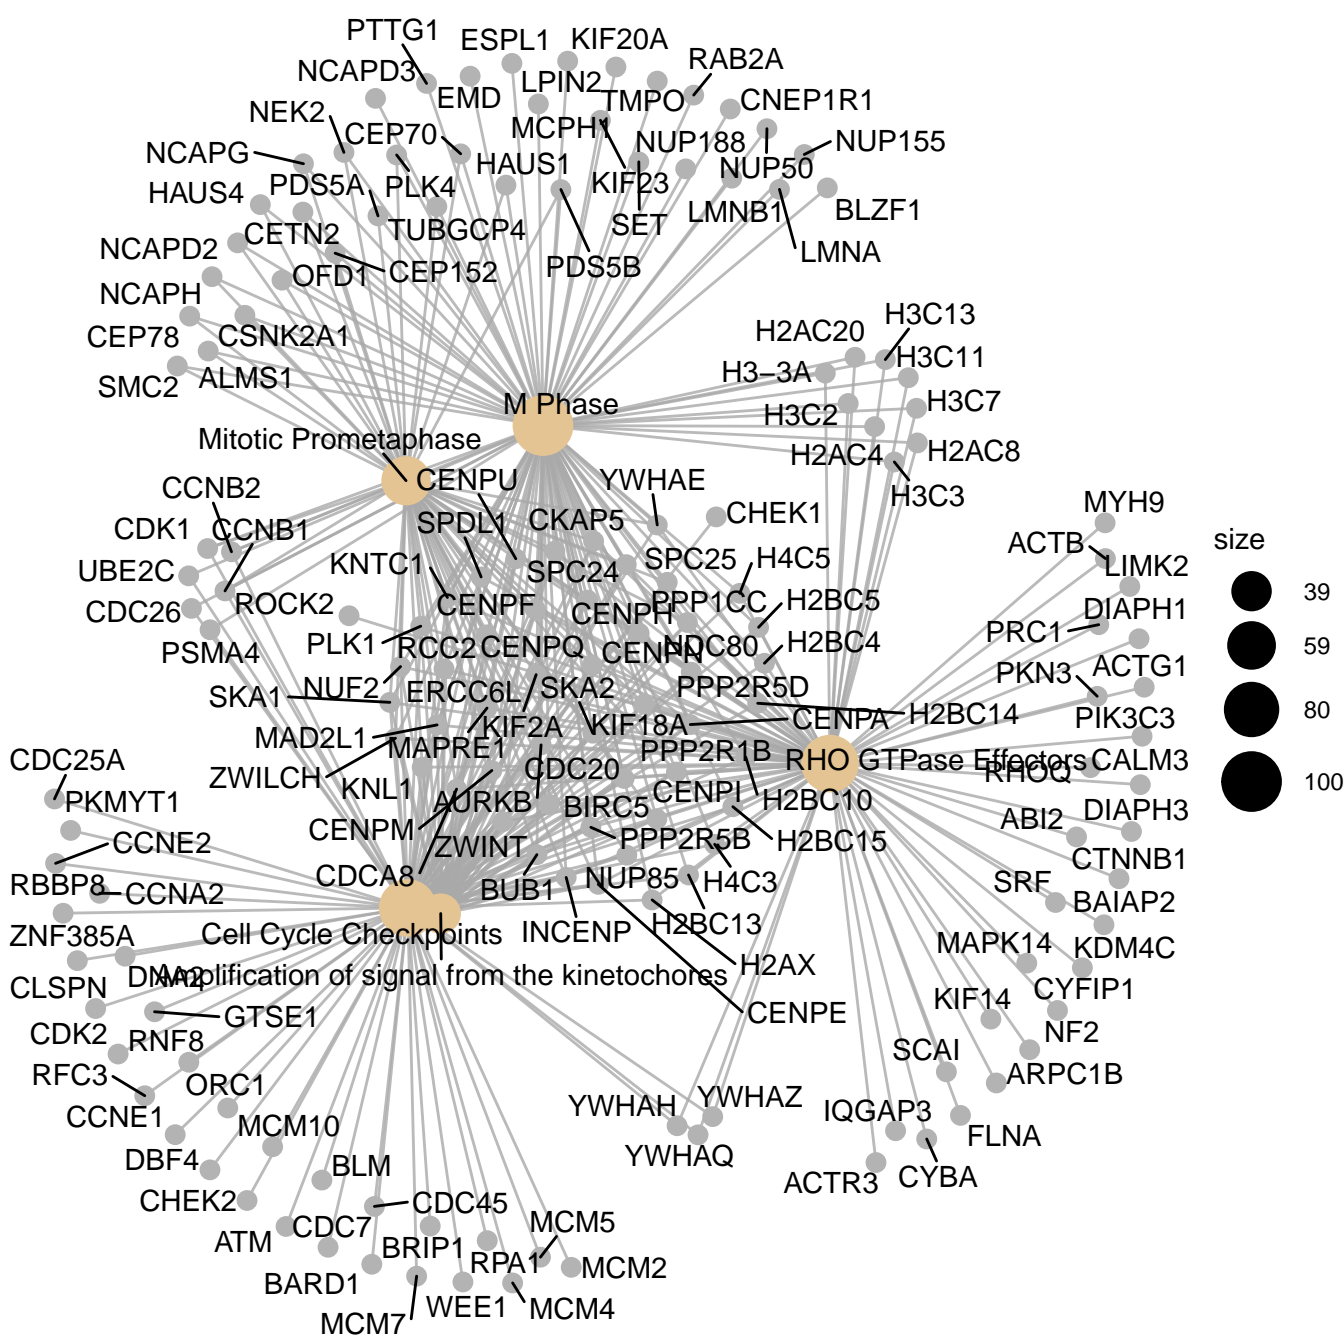 PTTG1
ESPL1
KIF20A
NCAPD3
LPIN2
RAB2A
EMD
TMPO
CNEP1R1
NEK2
CEP70
MCPH1
NUP188
NUP155
NCAPG
HAUS1
NUP50
HAUS4
PDS5A
PLK4
KIF23
LMNB1
BLZF1
CETN2
TUBGCP4
SET
NCAPD2
OFD1
CEP152
PDS5B
LMNA
NCAPH
CEP78
CSNK2A1
SMC2
ALMS1
H3C13
H2AC20
H3C11
H3−3A
H3C7
H3C2
H2AC4
H2AC8
H3C3
M Phase
Mitotic Prometaphase
CENPU
YWHAE
CCNB2
SPDL1
CKAP5
CHEK1
MYH9
CDK1
CCNB1
ACTB
LIMK2
KNTC1
SPC24
SPC25
H4C5
UBE2C
CDC26
ROCK2
CENPF
CENPH
PPP1CC
H2BC5
DIAPH1
PRC1
PSMA4
PLK1
RCC2
CENPQ
CENPN
NDC80
H2BC4
ACTG1
PKN3
SKA1
NUF2
ERCC6L
SKA2
PPP2R5D
H2BC14
PIK3C3
MAD2L1
MAPRE1
KIF2A
KIF18A
CENPA
ZWILCH
KNL1
CDC20
PPP2R1B
RHO GTPase Effectors
RHOQ
CALM3
CDC25A
PKMYT1
AURKB
BIRC5
CENPI
H2BC10
ABI2
DIAPH3
CENPM
ZWINT
PPP2R5B
H2BC15
CTNNB1
CCNE2
RBBP8
CCNA2
CDCA8
BUB1
NUP85
H4C3
SRF
BAIAP2
ZNF385A
Cell Cycle Checkpoints
INCENP
H2BC13
MAPK14
KDM4C
DNA2
Amplification of signal from the kinetochores
H2AX
CLSPN
CYFIP1
CDK2
GTSE1
CENPE
KIF14
NF2
RNF8
SCAI
RFC3
ORC1
ARPC1B
CCNE1
MCM10
YWHAH
YWHAZ
IQGAP3
FLNA
DBF4
BLM
YWHAQ
ACTR3
CYBA
CHEK2
CDC45
ATM
CDC7
BRIP1
MCM5
RPA1
MCM2
BARD1
WEE1
MCM4
MCM7
size
39
59
80
100